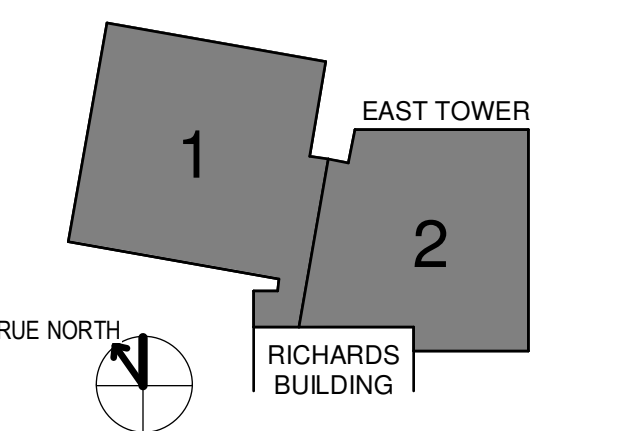 EAST TOWER
1
2
RUE NORTH
RICHARDS
BUILDING